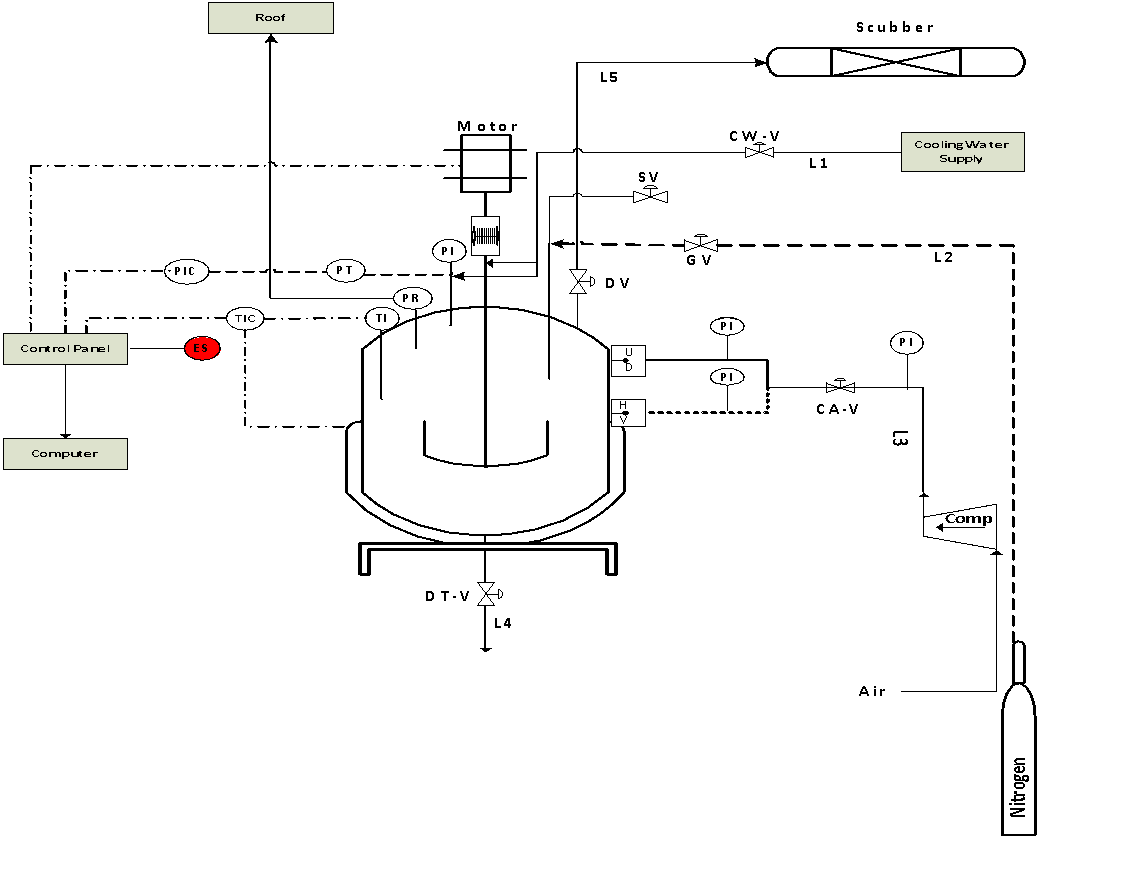 Roof
Scubber
L5
Motor
CW-V
L1
Cooling Water
Supply
SV
PI
GV
L2
PIC
PT
DV
PR
TIC
TI
Control Panel
ES
U
D
PI
PI
PI
H
V
CA-V
L3
Computer
Comp
DT-V
L4
Air
Nitrogen